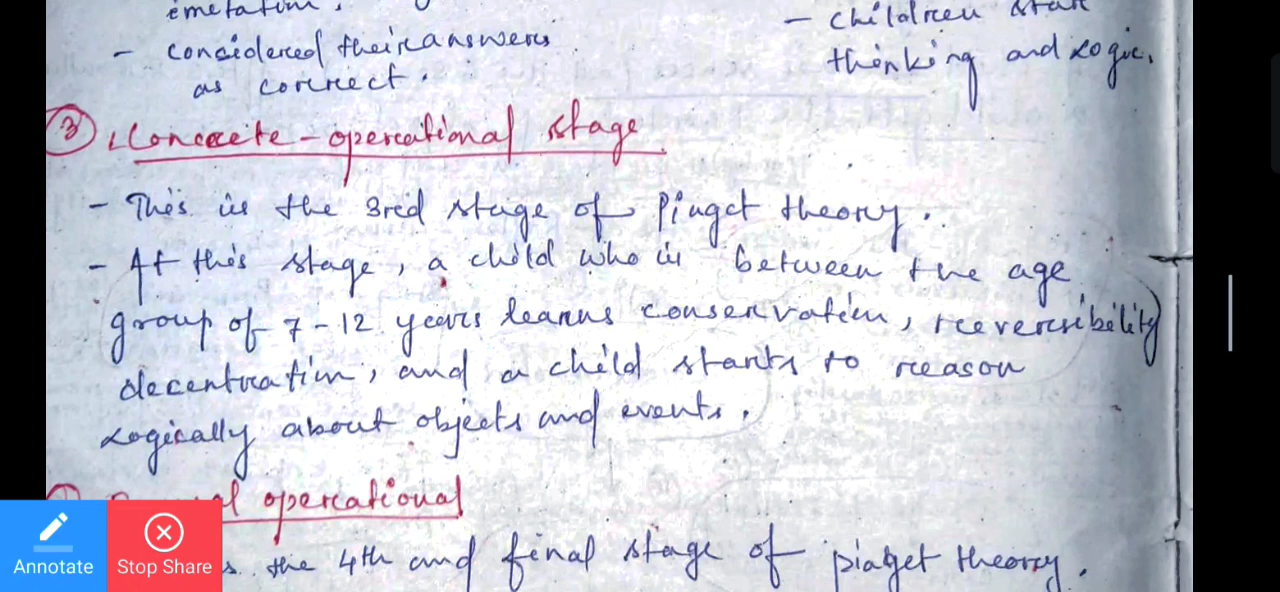 imetation.
- considered their answers
as correct.
- children start
thinking and Logic.
③ Concrete-operational stage
- This is the 3rd stage of Piaget theory.
- At this stage, a child who is between the age
group of 7-12 years learns conservation, reversibility
decentration, and a child starts to reason
Logically about objects and events.
operational
the 4th and final stage of piaget theory.
Annotate
Stop Share